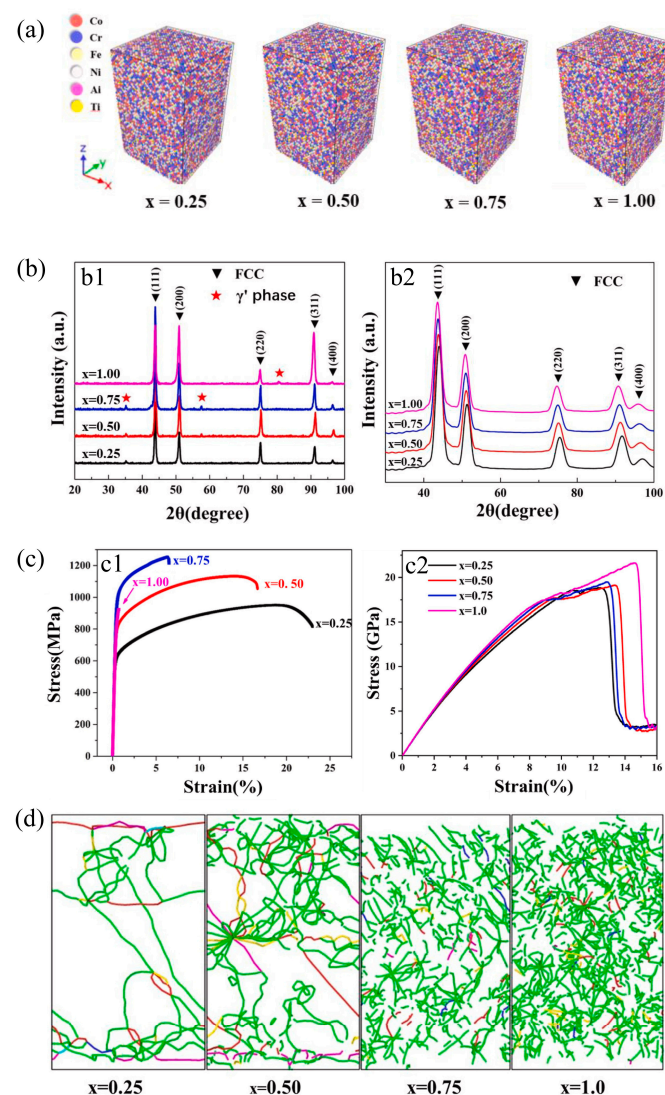 (a)
Co
Cr
Fe
Ni
Ai
Ti
z
y
x
x = 0.25
x = 0.50
x = 0.75
x = 1.00
(b)
b1
▼ FCC
★ γ' phase
(111)
(200)
(220)
(311)
(400)
x=1.00
x=0.75
x=0.50
x=0.25
Intensity (a.u.)
20 30 40 50 60 70 80 90 100
2θ(degree)
b2
▼ FCC
(111)
(200)
(220)
(311)
(400)
x=1.00
x=0.75
x=0.50
x=0.25
Intensity (a.u.)
40 60 80 100
2θ(degree)
(c)
c1
x=0.75
x=1.00
x=0. 50
x=0.25
Stress(MPa)
1200
1000
800
600
400
200
0
0 5 10 15 20 25
Strain(%)
c2
x=0.25
x=0.50
x=0.75
x=1.0
Stress (GPa)
20
15
10
5
0
0 2 4 6 8 10 12 14 16
Strain(%)
(d)
x=0.25
x=0.50
x=0.75
x=1.0